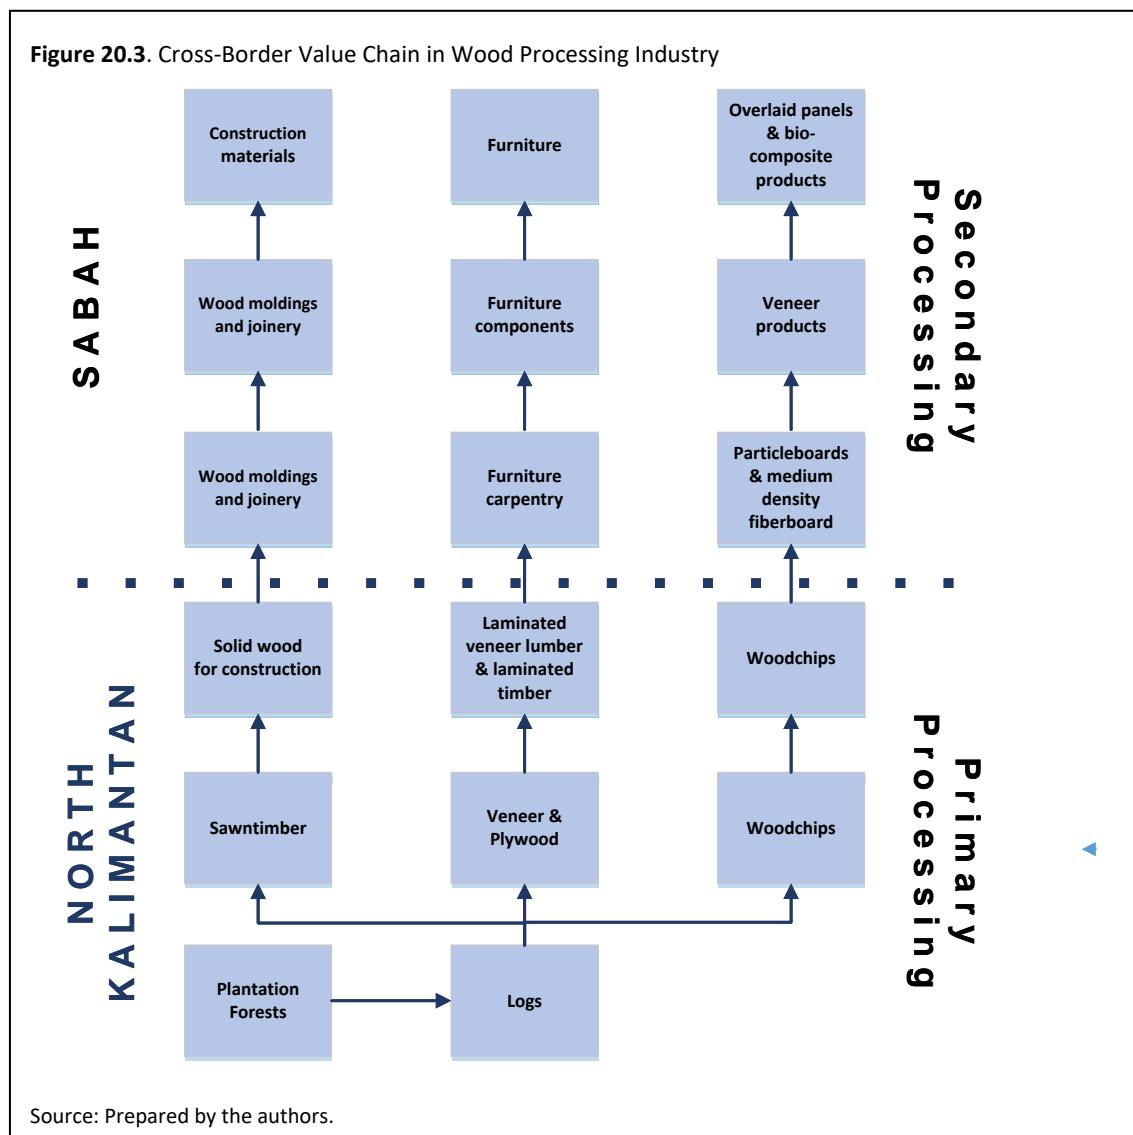 Figure 20.3. Cross-Border Value Chain in Wood Processing Industry
Construction
materials
Furniture
Overlaid panels
& bio-
composite
products
SABAH
Secondary
Processing
Wood moldings
and joinery
Furniture
components
Veneer
products
Wood moldings
and joinery
Furniture
carpentry
Particleboards
& medium
density
fiberboard
Solid wood
for construction
Laminated
veneer lumber
& laminated
timber
Woodchips
NORTH
KALIMANTAN
Primary
Processing
Sawntimber
Veneer &
Plywood
Woodchips
Plantation
Forests
Logs
Source: Prepared by the authors.